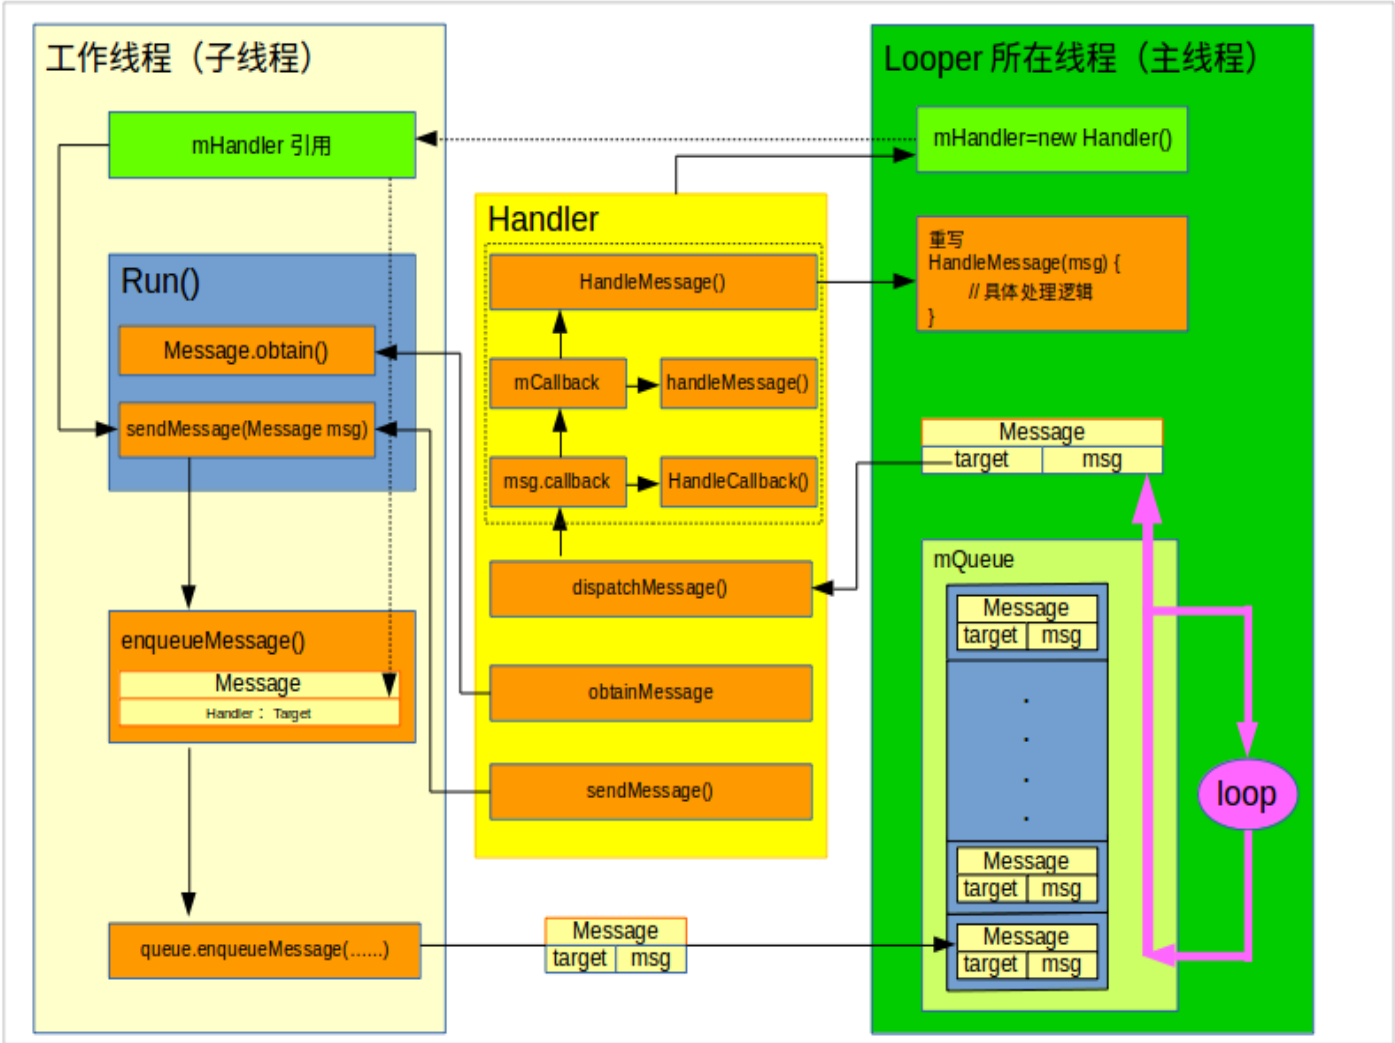 工作线程（子线程）
mHandler 引用
Run()
Message.obtain()
sendMessage(Message msg)
enqueueMessage()
Message
Handler： Target
queue.enqueueMessage(......)
Handler
HandleMessage()
mCallback
handleMessage()
msg.callback
HandleCallback()
dispatchMessage()
obtainMessage
sendMessage()
Message
target
msg
Looper 所在线程（主线程）
mHandler=new Handler()
重写
HandleMessage(msg) {
// 具体处理逻辑
}
Message
target
msg
mQueue
Message
target
msg
.
.
.
.
Message
target
msg
Message
target
msg
loop